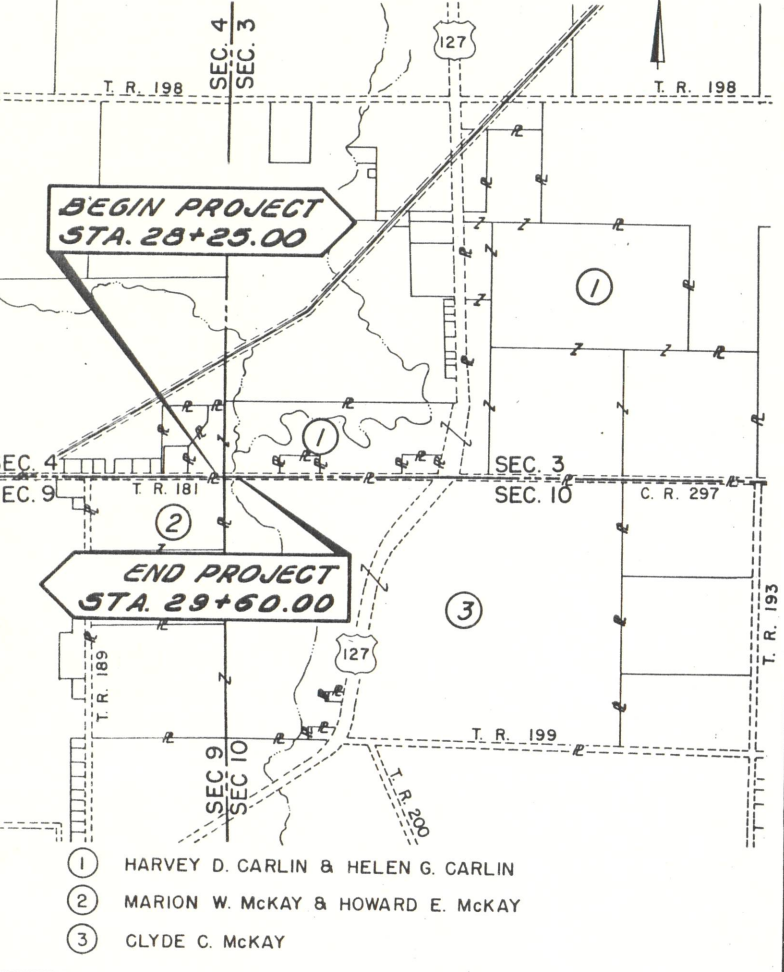 SEC. 4
SEC. 3
127
T. R. 198
T. R. 198
BEGIN PROJECT
STA. 28+25.00
1
1
SEC. 4
SEC. 3
SEC. 9
T. R. 181
SEC. 10
C. R. 297
2
END PROJECT
STA. 29+60.00
3
T. R. 193
127
T. R. 189
T. R. 199
SEC 9
SEC 10
T. R. 200
1 HARVEY D. CARLIN & HELEN G. CARLIN
2 MARION W. McKAY & HOWARD E. McKAY
3 CLYDE C. McKAY